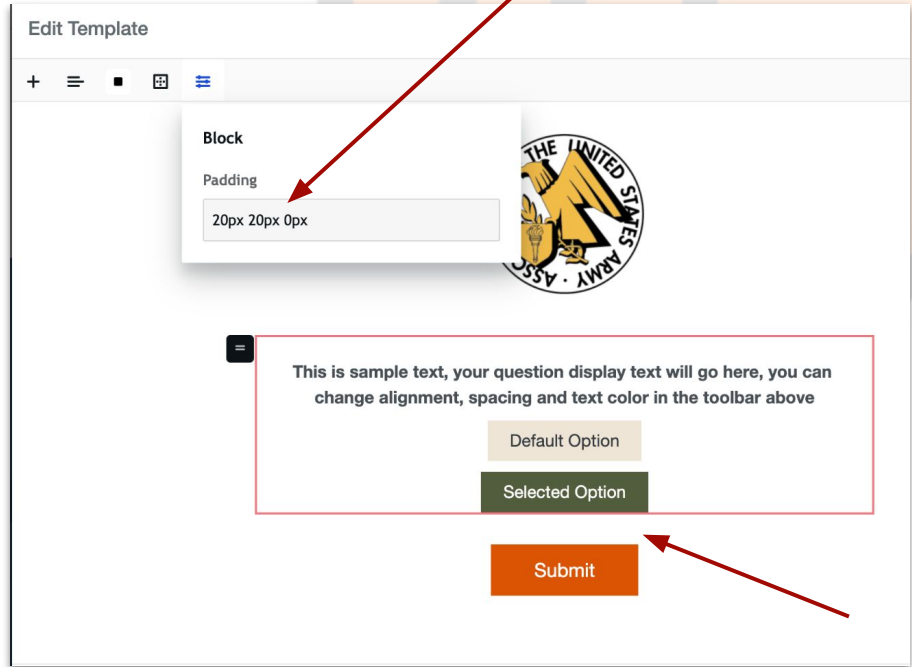 Edit Template
Block
Padding
20px 20px 0px
THE UNITED STATES ARMY · ASSOC
This is sample text, your question display text will go here, you can
change alignment, spacing and text color in the toolbar above
Default Option
Selected Option
Submit